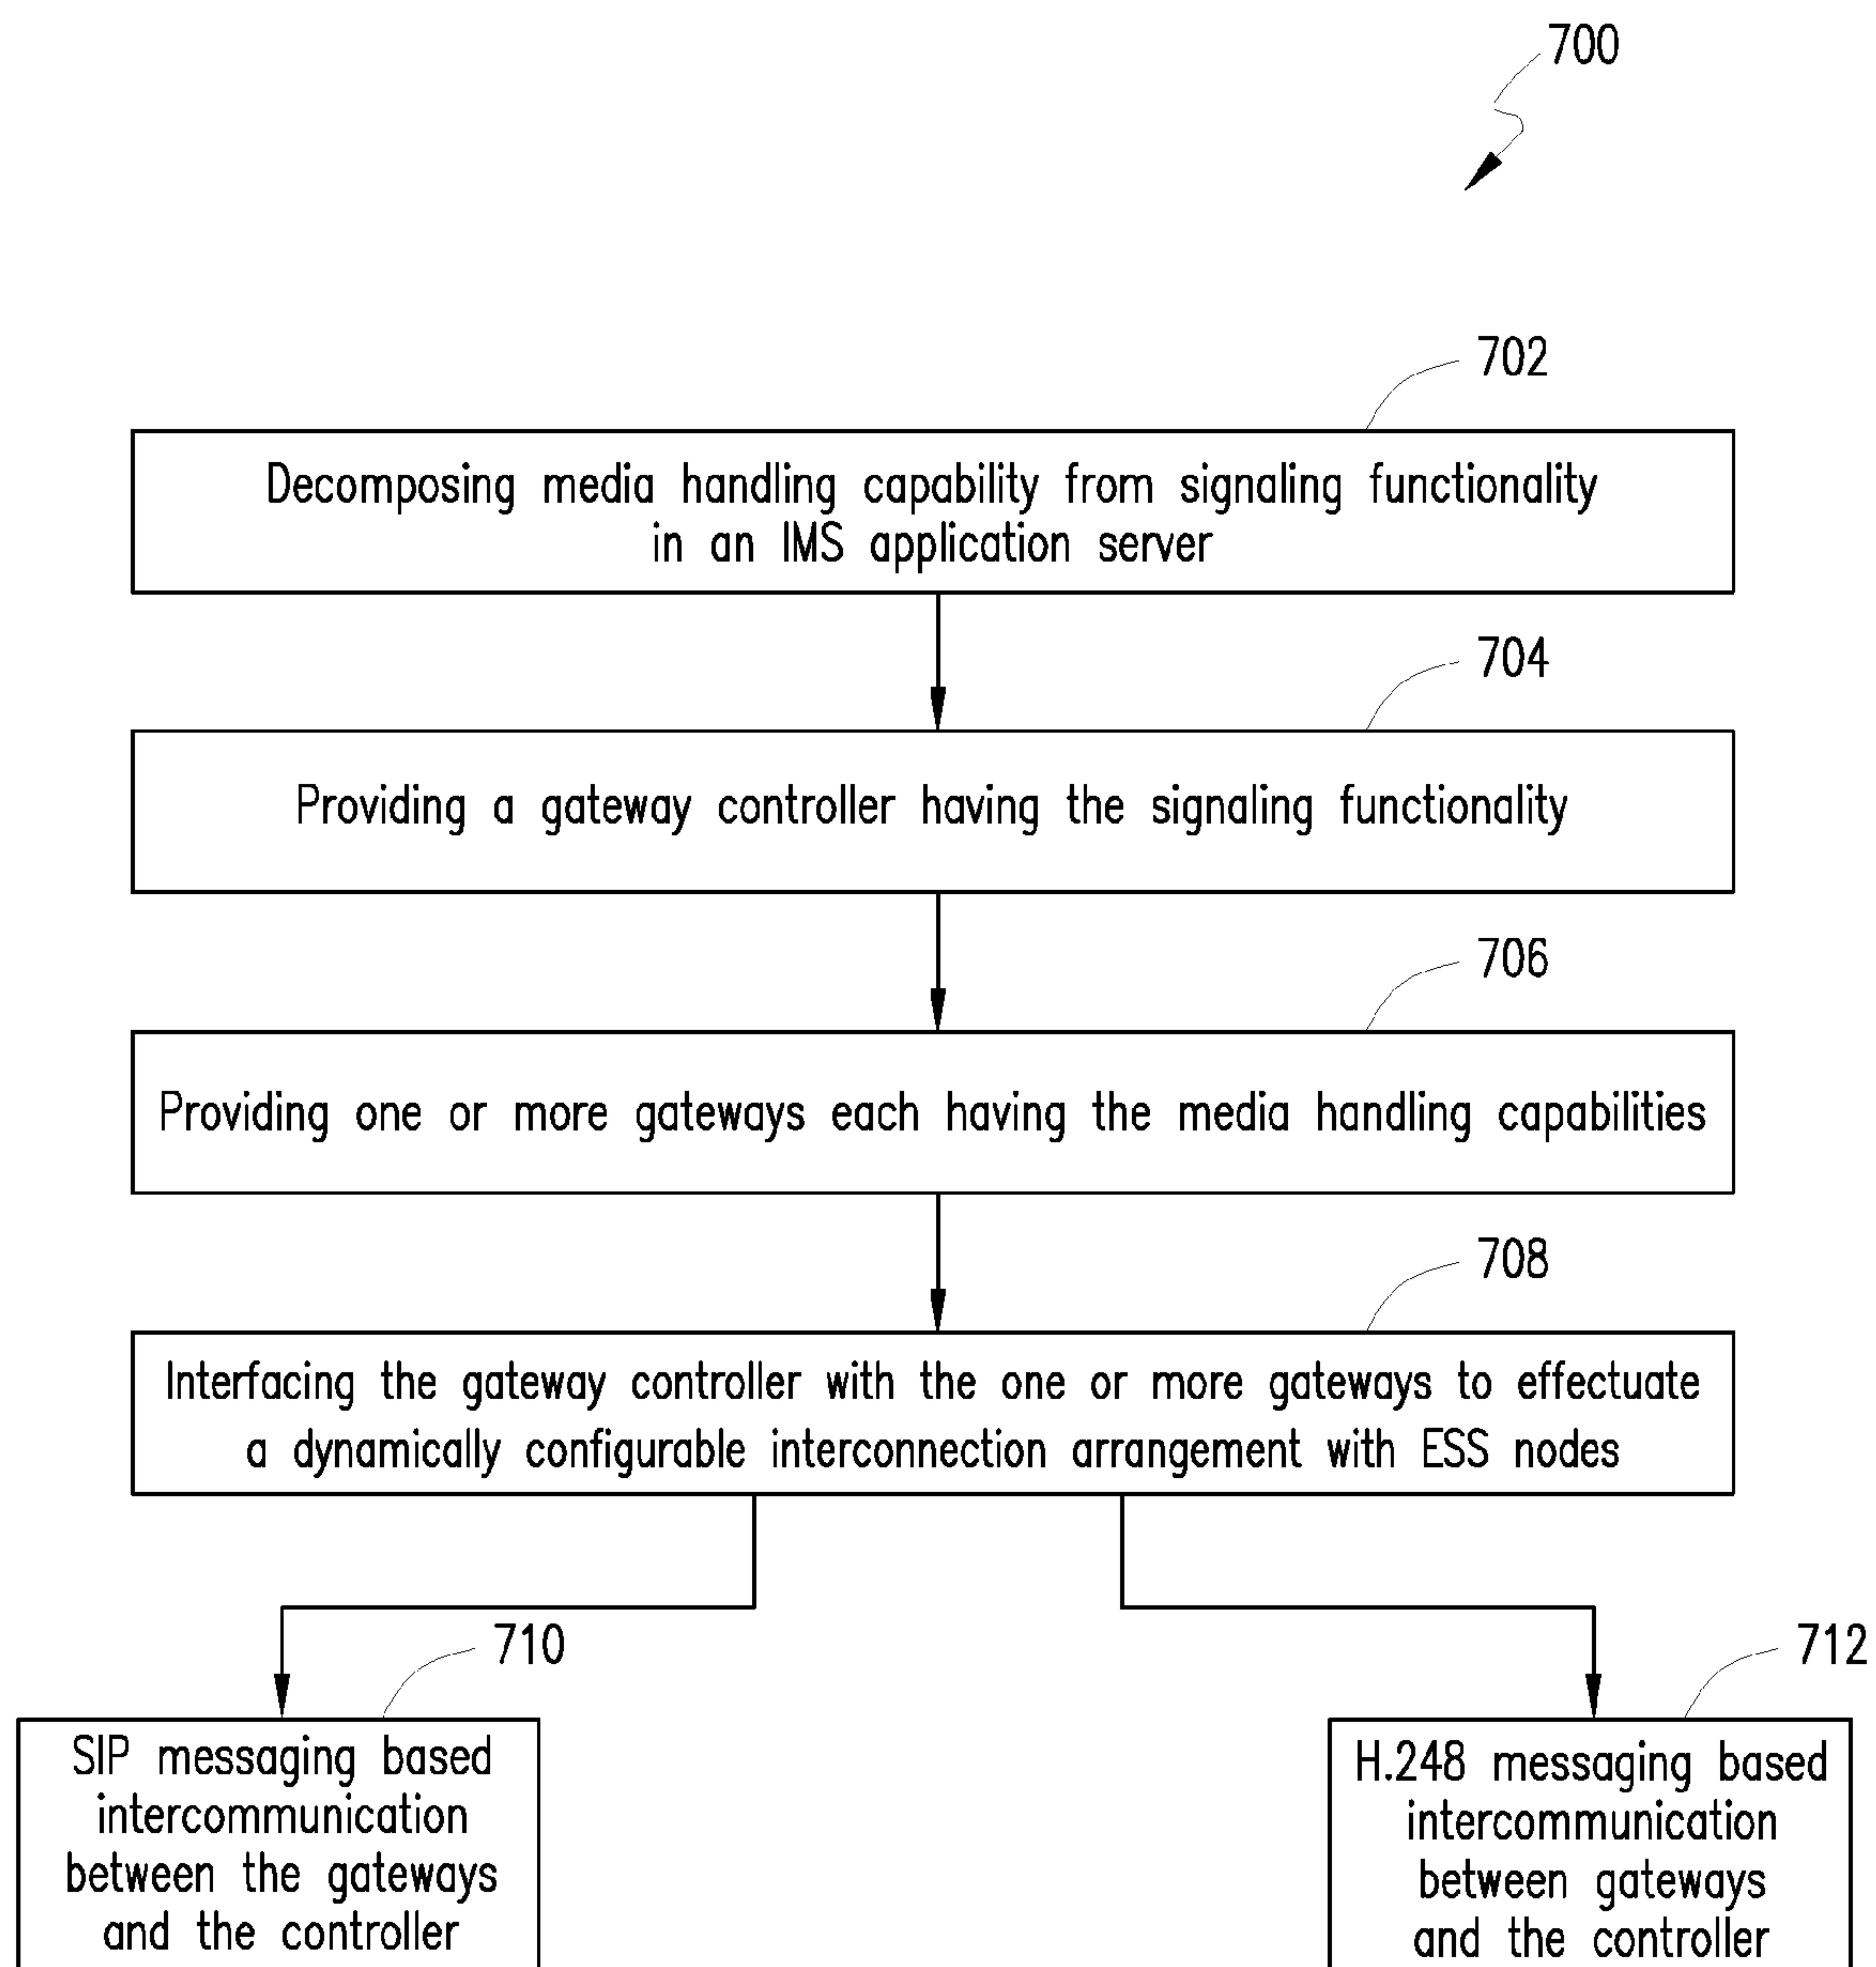 700
702
Decomposing media handling capability from signaling functionality
in an IMS application server
704
Providing a gateway controller having the signaling functionality
706
Providing one or more gateways each having the media handling capabilities
708
Interfacing the gateway controller with the one or more gateways to effectuate
a dynamically configurable interconnection arrangement with ESS nodes
710
SIP messaging based
intercommunication
between the gateways
and the controller
712
H.248 messaging based
intercommunication
between gateways
and the controller